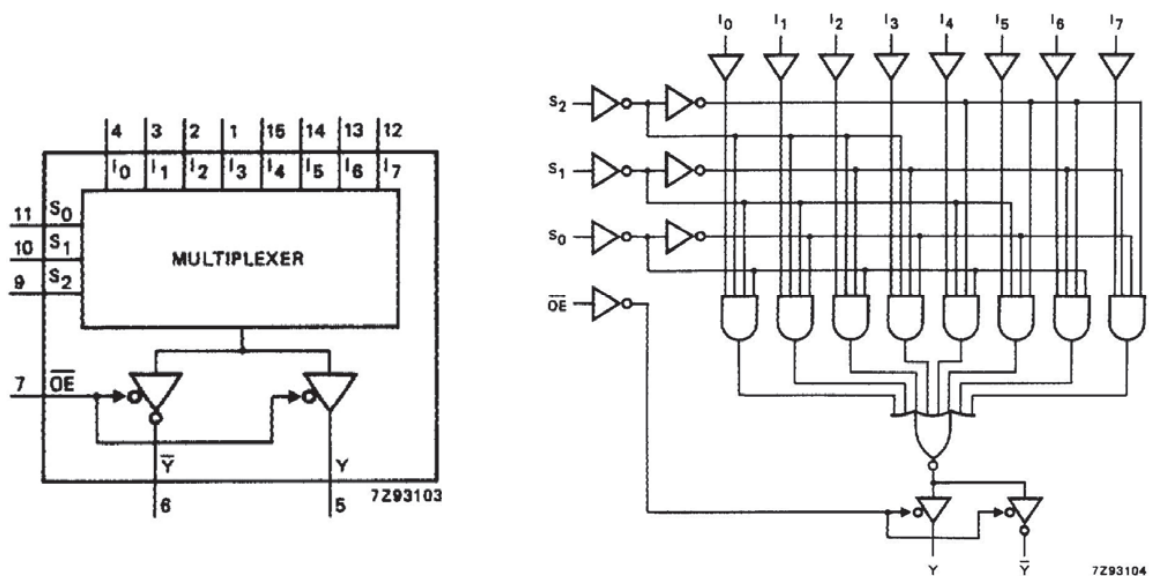 4 3 2 1 15 14 13 12
I0 I1 I2 I3 I4 I5 I6 I7
11 S0
10 S1
9 S2
MULTIPLEXER
7 O̅E̅
Y̅ Y
6 5
7Z93103
I0 I1 I2 I3 I4 I5 I6 I7
S2
S1
S0
O̅E̅
Y Y̅
7Z93104